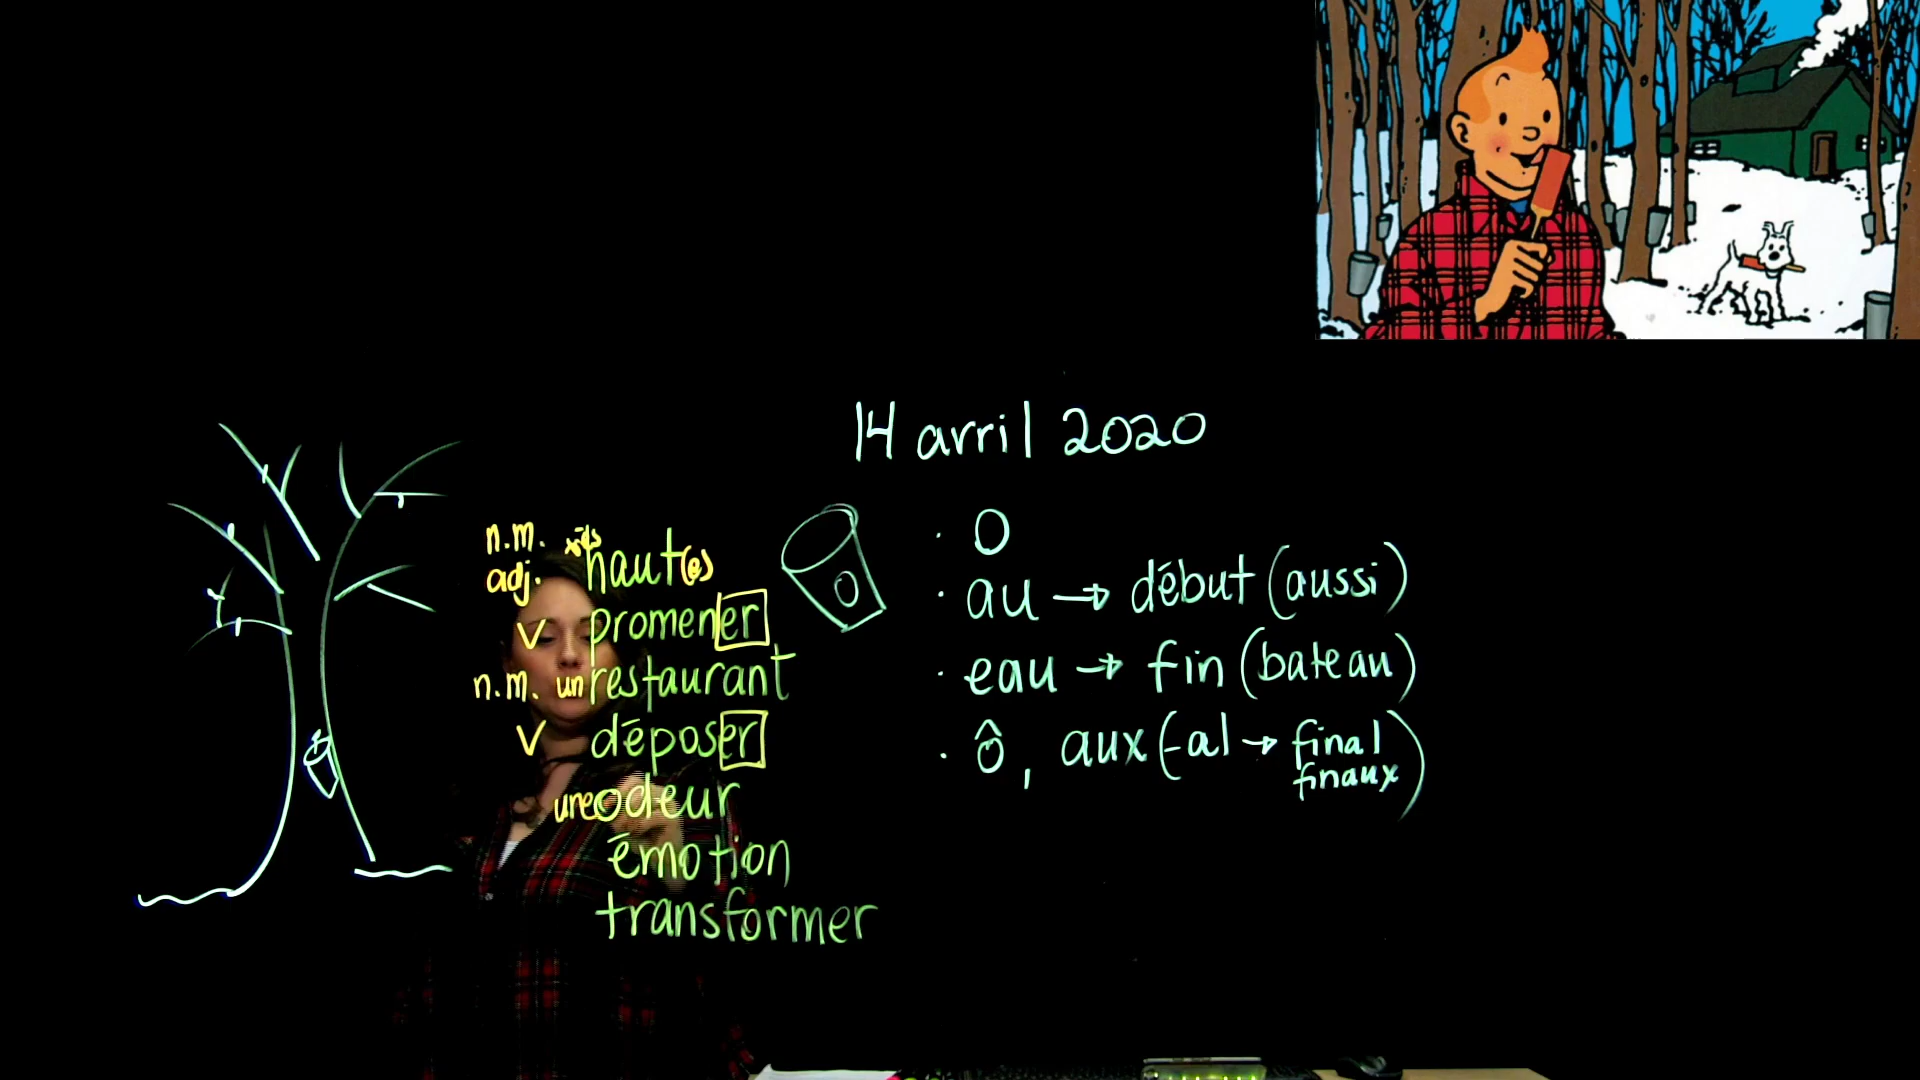 14 avril 2020
n.m.
adj. haut(e)s
V promener
n.m. un restaurant
V déposer
une odeur
émotion
transformer
O
· O
· au → début (aussi)
· eau → fin (bateau)
· ô, aux (-al → final
finaux)